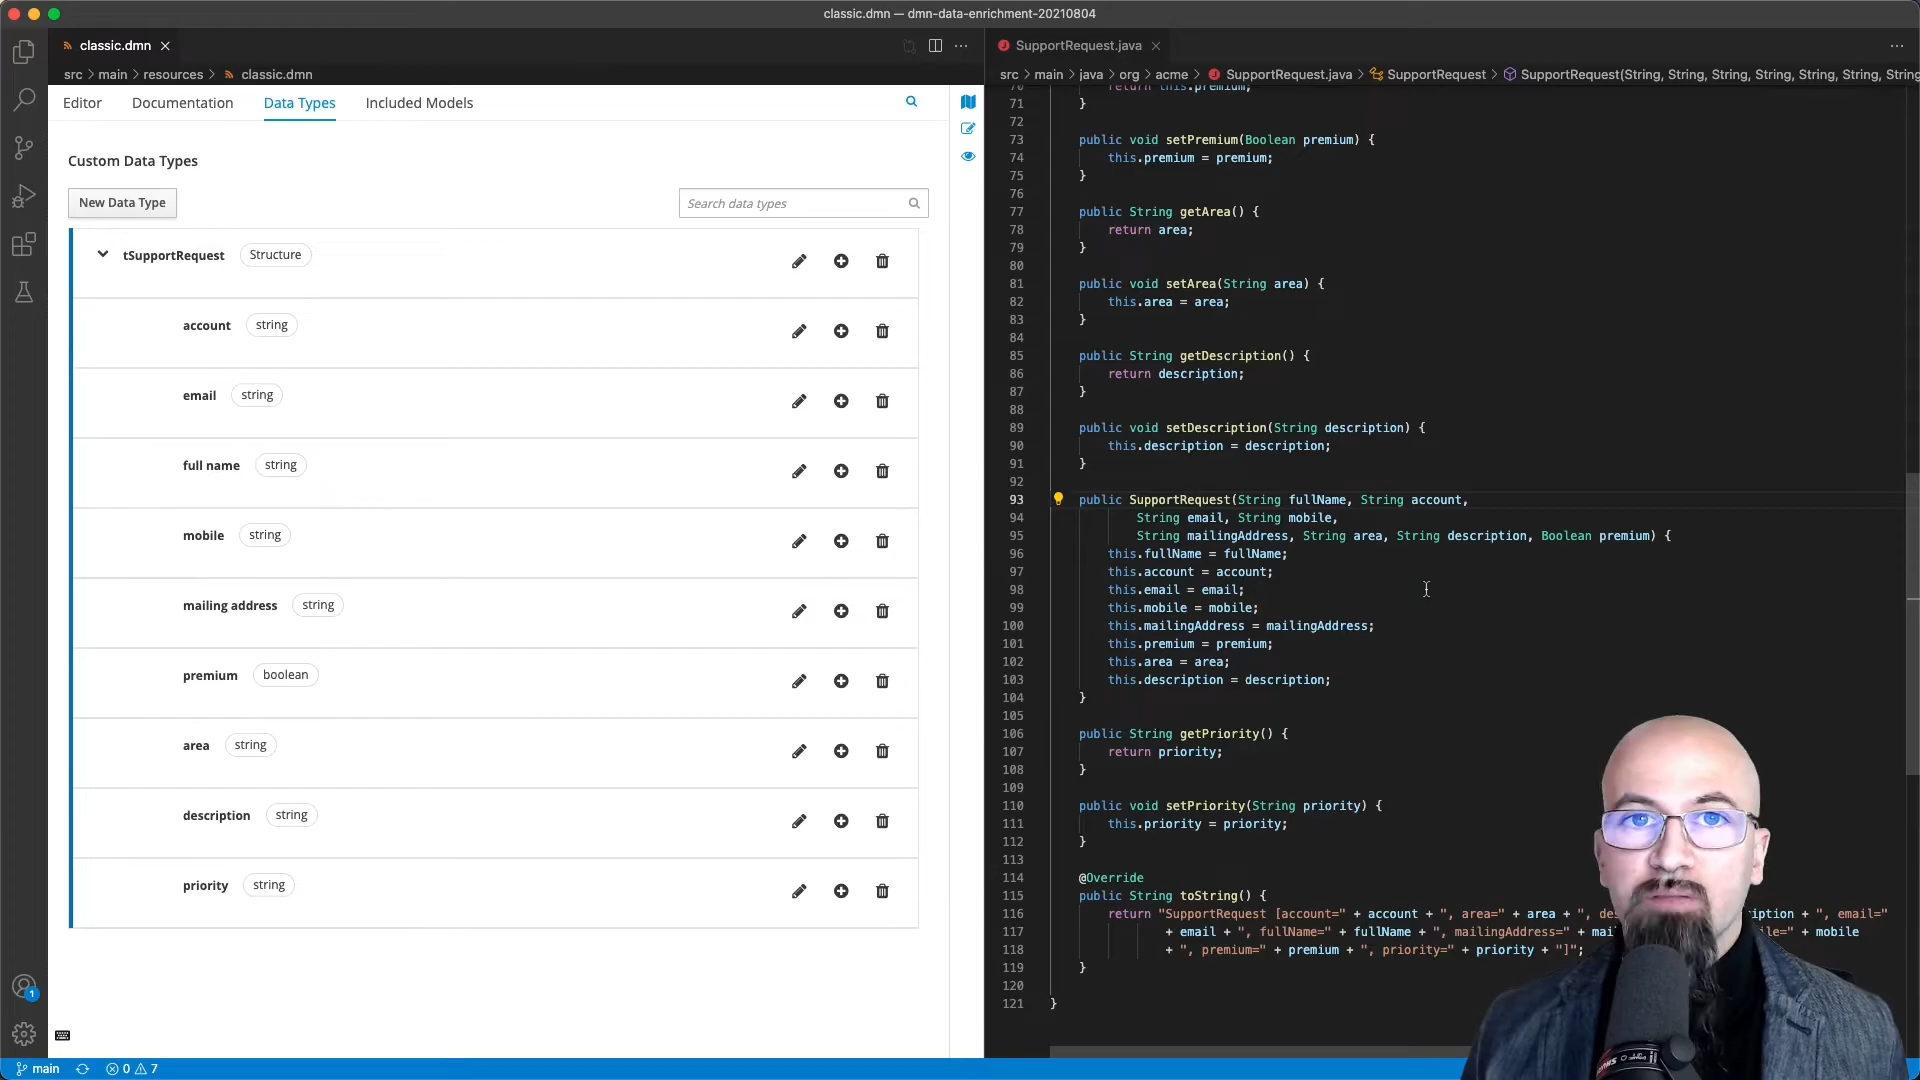 classic.dmn — dmn-data-enrichment-20210804
classic.dmn
src > main > resources > classic.dmn
Editor Documentation Data Types Included Models
Custom Data Types
New Data Type
Search data types
tSupportRequest Structure
account string
email string
full name string
mobile string
mailing address string
premium boolean
area string
description string
priority string
1
main 0 7
SupportRequest.java
src > main > java > org > acme > SupportRequest.java > SupportRequest > SupportRequest(String, String, String, String, String, String, String
70 return this.premium;
71 }
72
73 public void setPremium(Boolean premium) {
74 this.premium = premium;
75 }
76
77 public String getArea() {
78 return area;
79 }
80
81 public void setArea(String area) {
82 this.area = area;
83 }
84
85 public String getDescription() {
86 return description;
87 }
88
89 public void setDescription(String description) {
90 this.description = description;
91 }
92
93 public SupportRequest(String fullName, String account,
94 String email, String mobile,
95 String mailingAddress, String area, String description, Boolean premium) {
96 this.fullName = fullName;
97 this.account = account;
98 this.email = email;
99 this.mobile = mobile;
100 this.mailingAddress = mailingAddress;
101 this.premium = premium;
102 this.area = area;
103 this.description = description;
104 }
105
106 public String getPriority() {
107 return priority;
108 }
109
110 public void setPriority(String priority) {
111 this.priority = priority;
112 }
113
114 @Override
115 public String toString() {
116 return "SupportRequest [account=" + account + ", area=" + area + ", des iption + ", email="
117 + email + ", fullName=" + fullName + ", mailingAddress=" + mai ile=" + mobile
118 + ", premium=" + premium + ", priority=" + priority + "]";
119 }
120
121 }